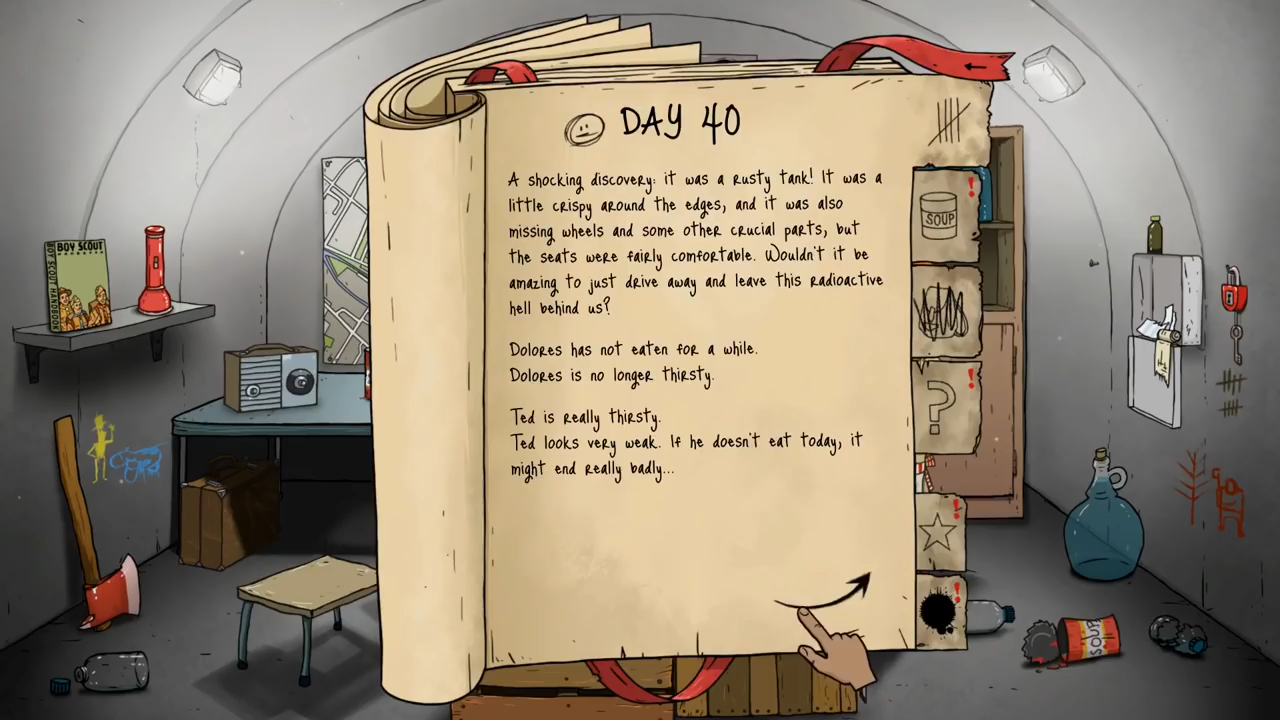 DAY 40
A shocking discovery: it was a rusty tank! It was a
little crispy around the edges, and it was also
missing wheels and some other crucial parts, but
the seats were fairly comfortable. Wouldn't it be
amazing to just drive away and leave this radioactive
hell behind us?
Dolores has not eaten for a while.
Dolores is no longer thirsty.
Ted is really thirsty.
Ted looks very weak. If he doesn't eat today, it
might end really badly...
SOUP
!
!
?
!
!
BOY SCOUT
BOY SCOUT HANDBOOK
SOUP